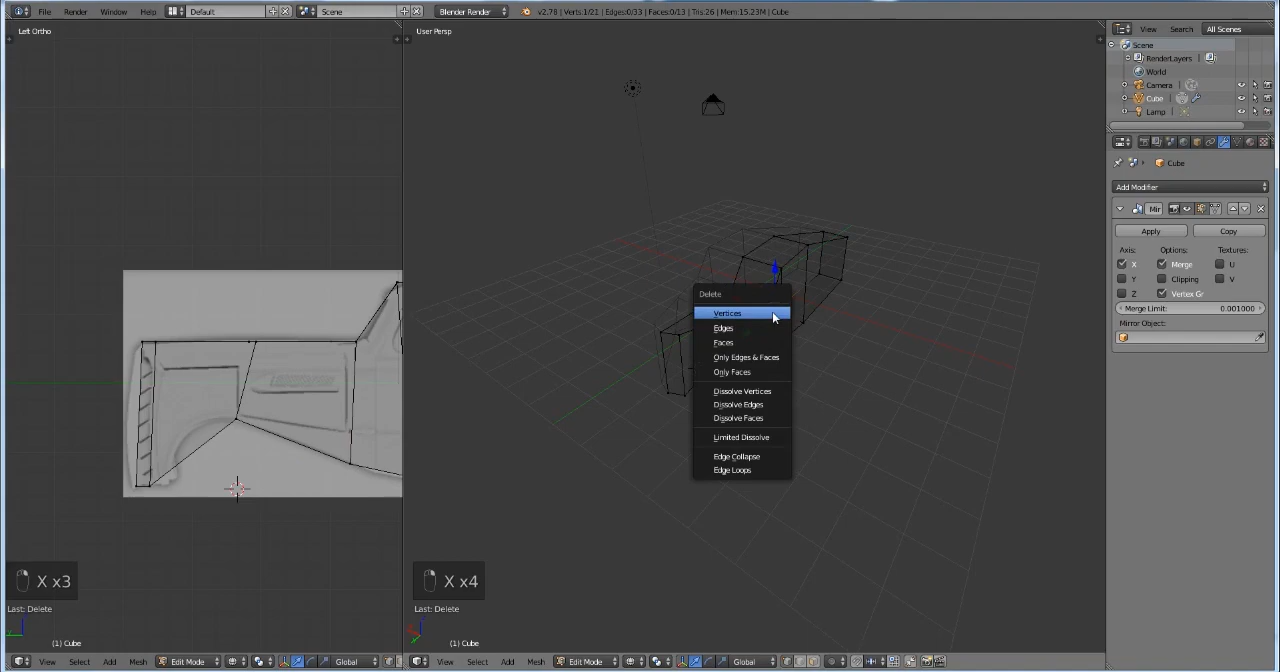 File Render Window Help Default Scene Blender Render v2.78 | Verts:1/21 | Edges:0/33 | Faces:0/13 | Tris:26 | Mem:15.23M | Cube
Left Ortho
User Persp
View Search All Scenes
Scene
RenderLayers
World
Camera
Cube
Lamp
Cube
Add Modifier
Mir
Apply Copy
Axis: Options: Textures:
X Merge U
Y Clipping V
Z Vertex Gr
Merge Limit: 0.001000
Mirror Object:
Delete
Vertices
Edges
Faces
Only Edges & Faces
Only Faces
Dissolve Vertices
Dissolve Edges
Dissolve Faces
Limited Dissolve
Edge Collapse
Edge Loops
X x3
X x4
Last: Delete
Last: Delete
(1) Cube
(1) Cube
View Select Add Mesh Edit Mode Global
View Select Add Mesh Edit Mode Global